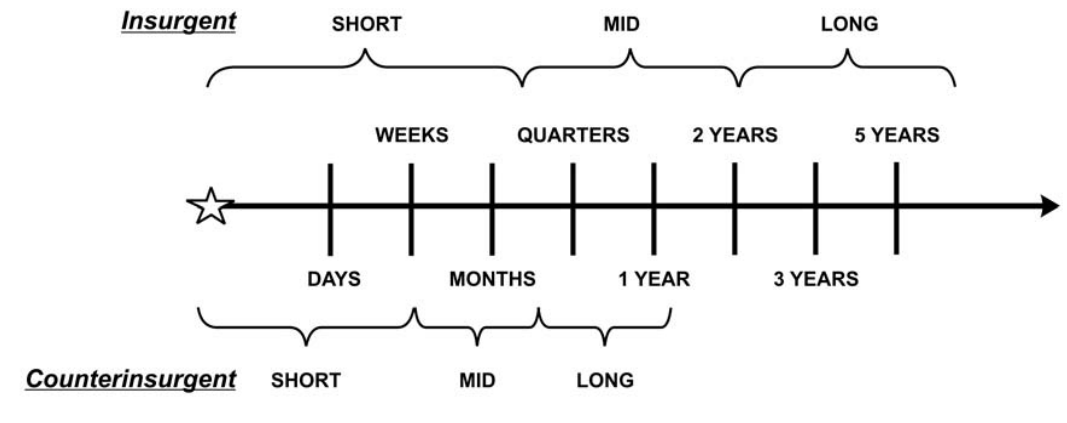 Insurgent SHORT MID LONG
WEEKS QUARTERS 2 YEARS 5 YEARS
DAYS MONTHS 1 YEAR 3 YEARS
Counterinsurgent SHORT MID LONG